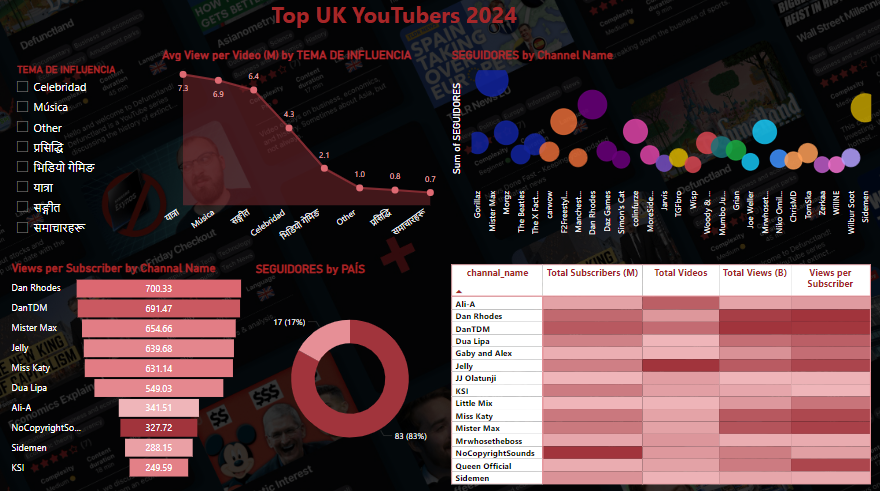 Top UK YouTubers 2024
TEMA DE INFLUENCIA
Celebridad
Música
Other
प्रसिद्धि
भिडियो गेमिङ
यात्रा
सङ्गीत
समाचारहरू
Avg View per Video (M) by TEMA DE INFLUENCIA
7.3
6.9
6.4
4.3
2.1
1.0
0.8
0.7
यात्रा
Música
सङ्गीत
Celebridad
भिडियो गेमिङ
Other
प्रसिद्धि
समाचारहरू
SEGUIDORES by Channel Name
Sum of SEGUIDORES
Gorillaz
Mister Max
Morgz
The Beatles
The X Fact...
carwow
F2Freestyl...
Manchest...
Dan Rhodes
Daz Games
Simon's Cat
colinfurze
MoreSide...
Jarvis
TGFbro
Wisp
Woody & ...
Mumbo Ju...
Grian
Joe Weller
Mrwhoset...
Niko Omil...
ChrisMD
TomSka
Zerkaa
WillNE
Wilbur Soot
Sidemen
Views per Subscriber by Channal Name
Dan Rhodes 700.33
DanTDM 691.47
Mister Max 654.66
Jelly 639.68
Miss Katy 631.14
Dua Lipa 549.03
Ali-A 341.51
NoCopyrightSo... 327.72
Sidemen 288.15
KSI 249.59
SEGUIDORES by PAÍS
17 (17%)
83 (83%)
channel_name Total Subscribers (M) Total Videos Total Views (B) Views per Subscriber
Ali-A
Dan Rhodes
DanTDM
Dua Lipa
Gaby and Alex
Jelly
JJ Olatunji
KSI
Little Mix
Miss Katy
Mister Max
Mrwhosetheboss
NoCopyrightSounds
Queen Official
Sidemen